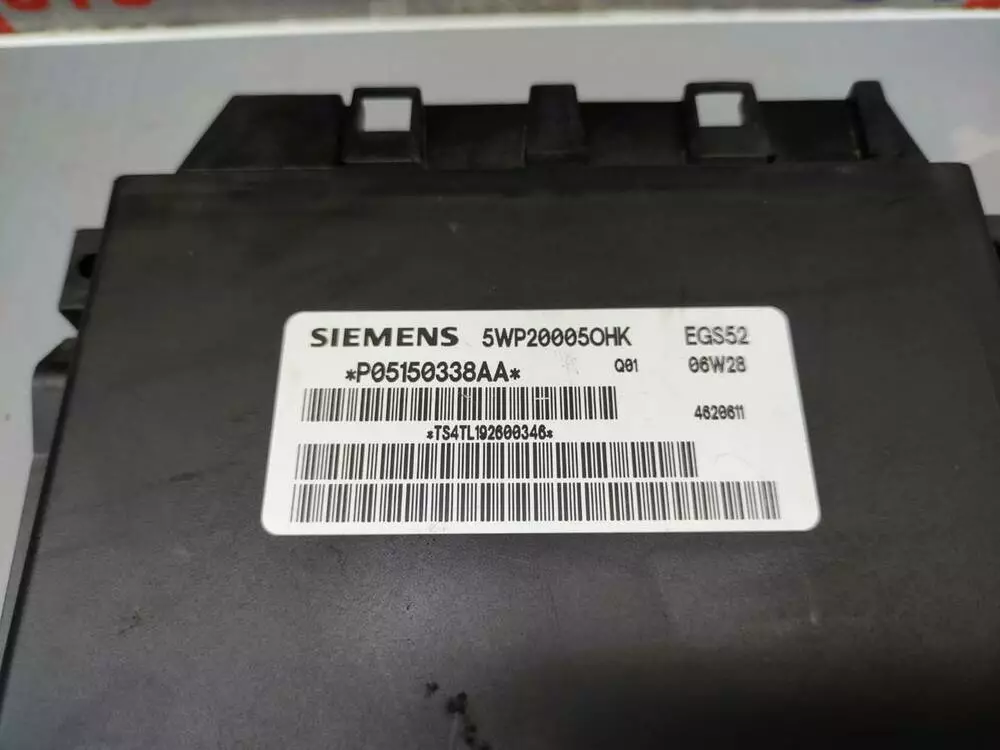 SIEMENS 5WP20005OHK EGS52
*P05150338AA* Q01 06W28
4620611
*TS4TL192600346*